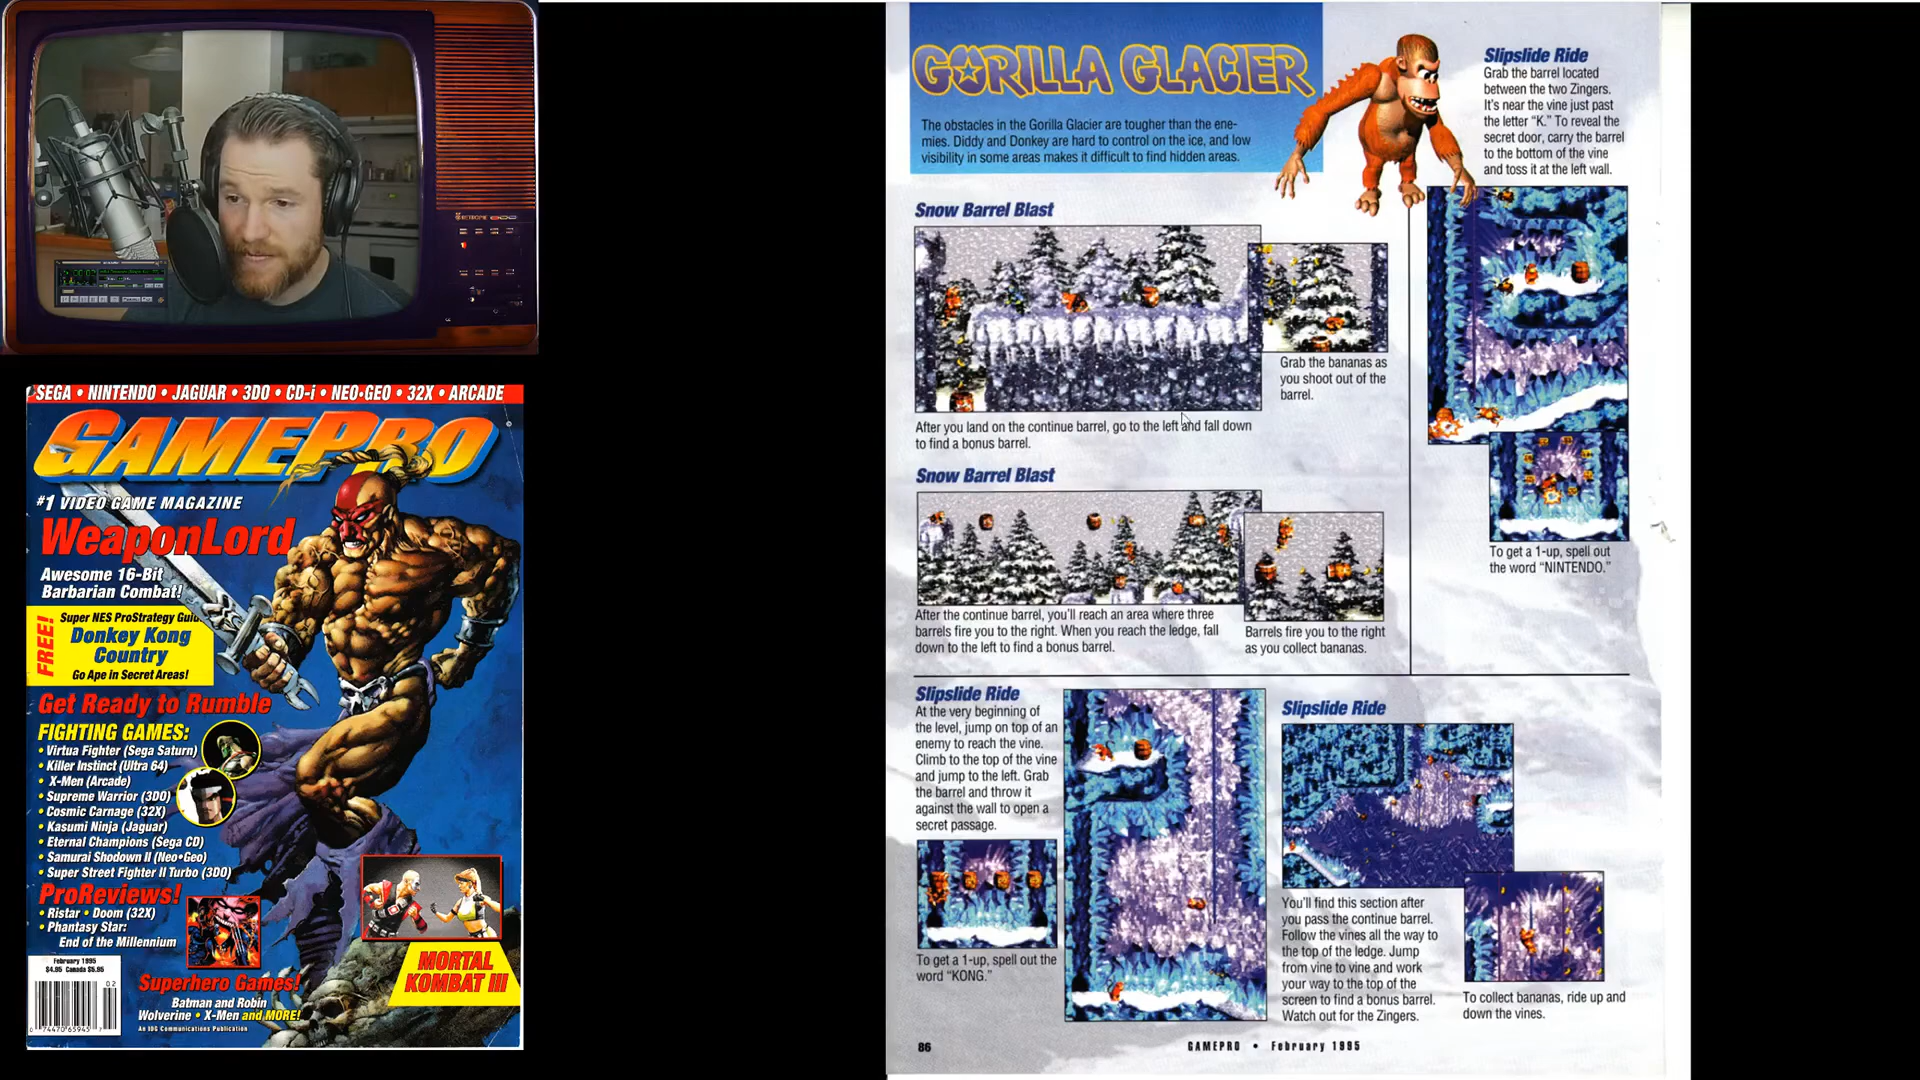 SEGA • NINTENDO • JAGUAR • 3DO • CD-i • NEO•GEO • 32X • ARCADE
GAMEPRO
#1 VIDEO GAME MAGAZINE
WeaponLord
Awesome 16-Bit
Barbarian Combat!
FREE!
Super NES ProStrategy Guide
Donkey Kong
Country
Go Ape in Secret Areas!
Get Ready to Rumble
FIGHTING GAMES:
• Virtua Fighter (Sega Saturn)
• Killer Instinct (Ultra 64)
• X-Men (Arcade)
• Supreme Warrior (3DO)
• Cosmic Carnage (32X)
• Kasumi Ninja (Jaguar)
• Eternal Champions (Sega CD)
• Samurai Shodown II (Neo•Geo)
• Super Street Fighter II Turbo (3DO)
ProReviews!
• Ristar • Doom (32X)
• Phantasy Star:
End of the Millennium
February 1995
$4.95 Canada $5.95
02
0 74470 65945 7
Superhero Games!
Batman and Robin
Wolverine • X-Men and MORE!
An IDG Communications Publication
MORTAL
KOMBAT III
GORILLA GLACIER
The obstacles in the Gorilla Glacier are tougher than the ene-
mies. Diddy and Donkey are hard to control on the ice, and low
visibility in some areas makes it difficult to find hidden areas.
Slipslide Ride
Grab the barrel located
between the two Zingers.
It's near the vine just past
the letter "K." To reveal the
secret door, carry the barrel
to the bottom of the vine
and toss it at the left wall.
Snow Barrel Blast
Grab the bananas as
you shoot out of the
barrel.
After you land on the continue barrel, go to the left and fall down
to find a bonus barrel.
Snow Barrel Blast
After the continue barrel, you'll reach an area where three
barrels fire you to the right. When you reach the ledge, fall
down to the left to find a bonus barrel.
Barrels fire you to the right
as you collect bananas.
To get a 1-up, spell out
the word "NINTENDO."
Slipslide Ride
At the very beginning of
the level, jump on top of an
enemy to reach the vine.
Climb to the top of the vine
and jump to the left. Grab
the barrel and throw it
against the wall to open a
secret passage.
To get a 1-up, spell out the
word "KONG."
Slipslide Ride
You'll find this section after
you pass the continue barrel.
Follow the vines all the way to
the top of the ledge. Jump
from vine to vine and work
your way to the top of the
screen to find a bonus barrel.
Watch out for the Zingers.
To collect bananas, ride up and
down the vines.
86
GAMEPRO • February 1995